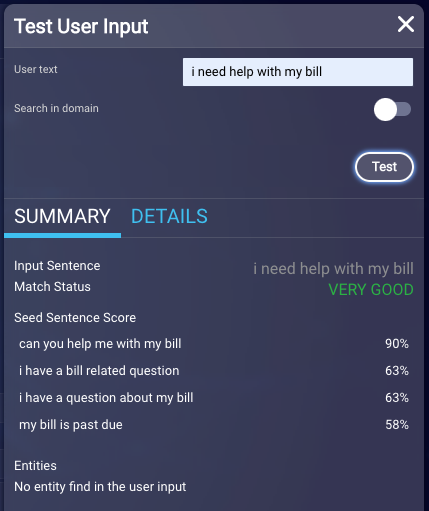 Test User Input
User text i need help with my bill
Search in domain
Test
SUMMARY DETAILS
Input Sentence i need help with my bill
Match Status VERY GOOD
Seed Sentence Score
can you help me with my bill 90%
i have a bill related question 63%
i have a question about my bill 63%
my bill is past due 58%
Entities
No entity find in the user input